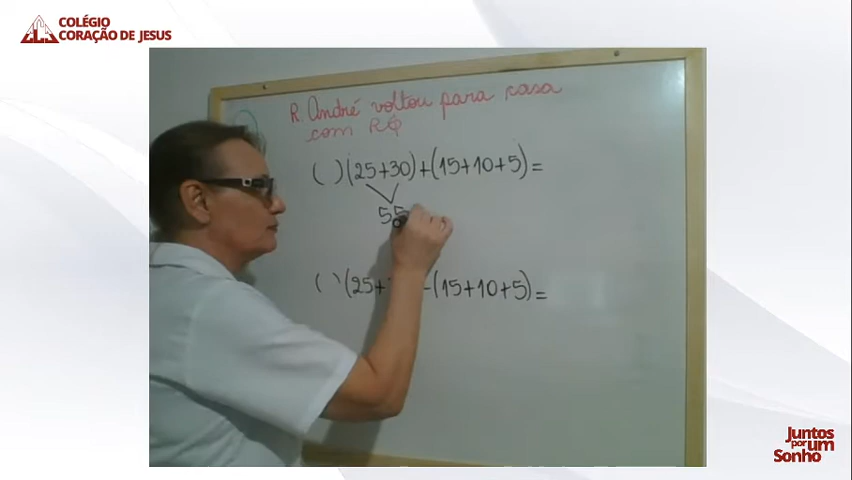 COLÉGIO
CORAÇÃO DE JESUS
R. André voltou para casa
com R$
( ) (25+30)+(15+10+5)=
55
( ) (25+ -(15+10+5)=
Juntos
por um
Sonho